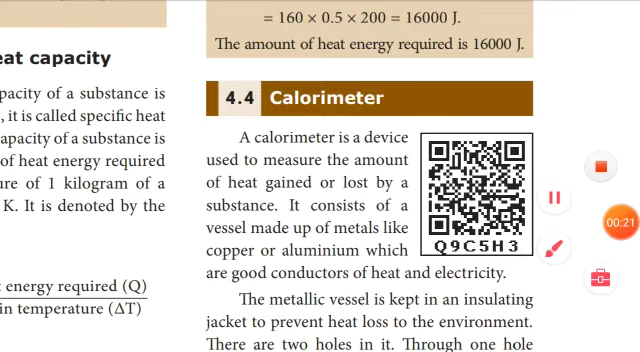 eat capacity
pacity of a substance is
, it is called specific heat
apacity of a substance is
of heat energy required
ure of 1 kilogram of a
K. It is denoted by the
t energy required (Q)
in temperature (ΔT)
= 160 × 0.5 × 200 = 16000 J.
The amount of heat energy required is 16000 J.
4.4 Calorimeter
A calorimeter is a device
used to measure the amount
of heat gained or lost by a
substance. It consists of a
vessel made up of metals like
copper or aluminium which
are good conductors of heat and electricity.
Q9C5H3
The metallic vessel is kept in an insulating
jacket to prevent heat loss to the environment.
There are two holes in it. Through one hole
00:21